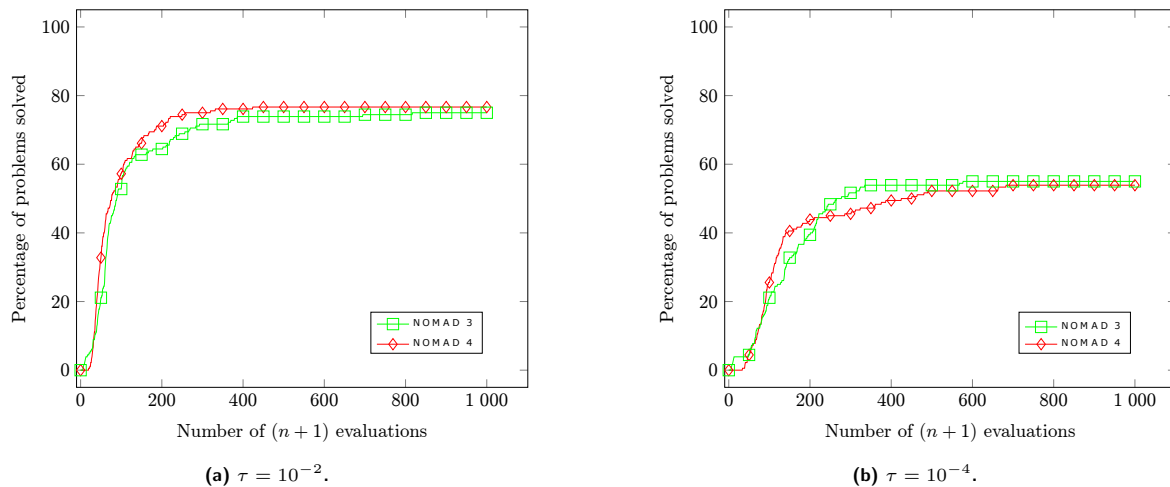 100
80
60
40
20
0
Percentage of problems solved
NOMAD 3
NOMAD 4
0 200 400 600 800 1 000
Number of (n + 1) evaluations
(a) τ = 10⁻².
100
80
60
40
20
0
Percentage of problems solved
NOMAD 3
NOMAD 4
0 200 400 600 800 1 000
Number of (n + 1) evaluations
(b) τ = 10⁻⁴.